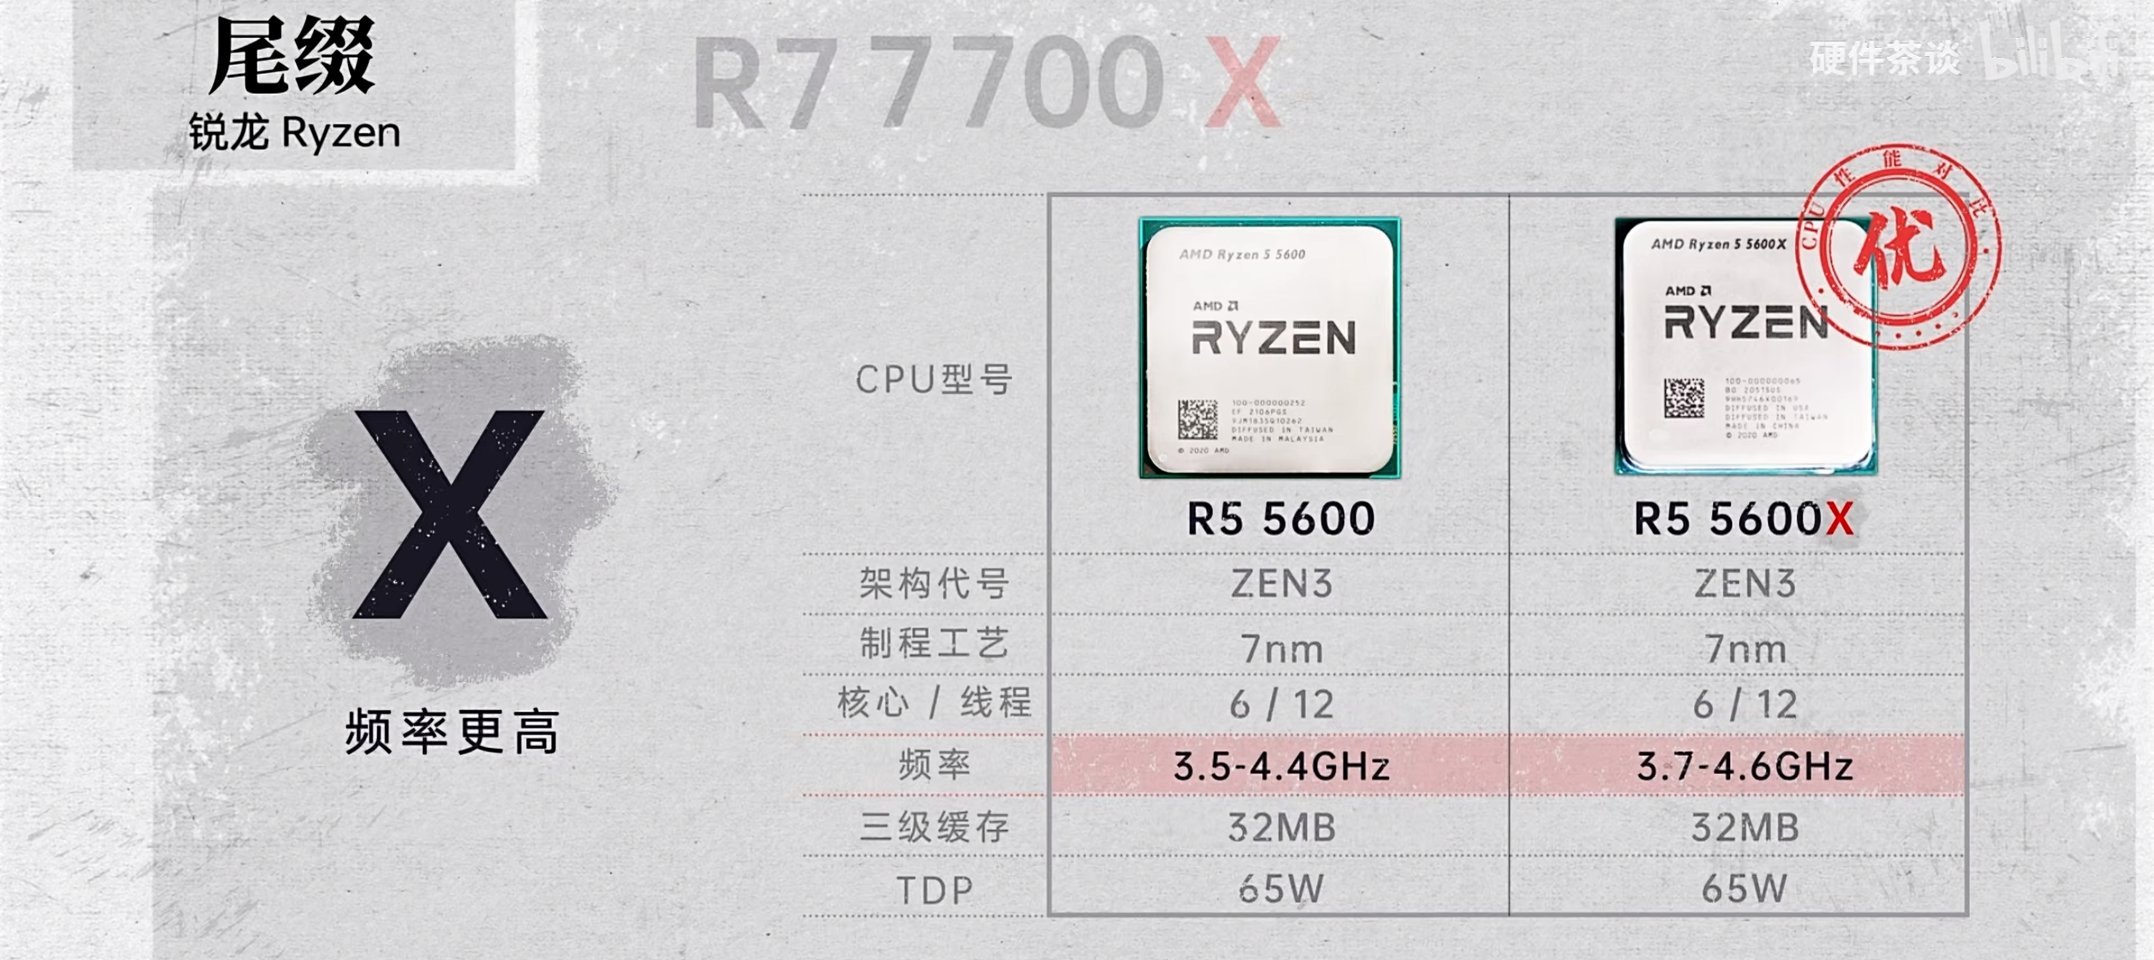 尾缀
锐龙 Ryzen
R7 7700 X
硬件茶谈 bilibili
CPU性能对比
优
X
频率更高
CPU型号
AMD Ryzen 5 5600
AMD
RYZEN
100-000000252
EF 2106PGS
9JM1835Q10262
DIFFUSED IN TAIWAN
MADE IN MALAYSIA
© 2020 AMD
R5 5600
AMD Ryzen 5 5600X
AMD
RYZEN
100-000000065
BG 2051SUS
DIFFUSED IN USA
DIFFUSED IN TAIWAN
MADE IN CHINA
© 2020 AMD
R5 5600X
架构代号 ZEN3 ZEN3
制程工艺 7nm 7nm
核心 / 线程 6 / 12 6 / 12
频率 3.5-4.4GHz 3.7-4.6GHz
三级缓存 32MB 32MB
TDP 65W 65W